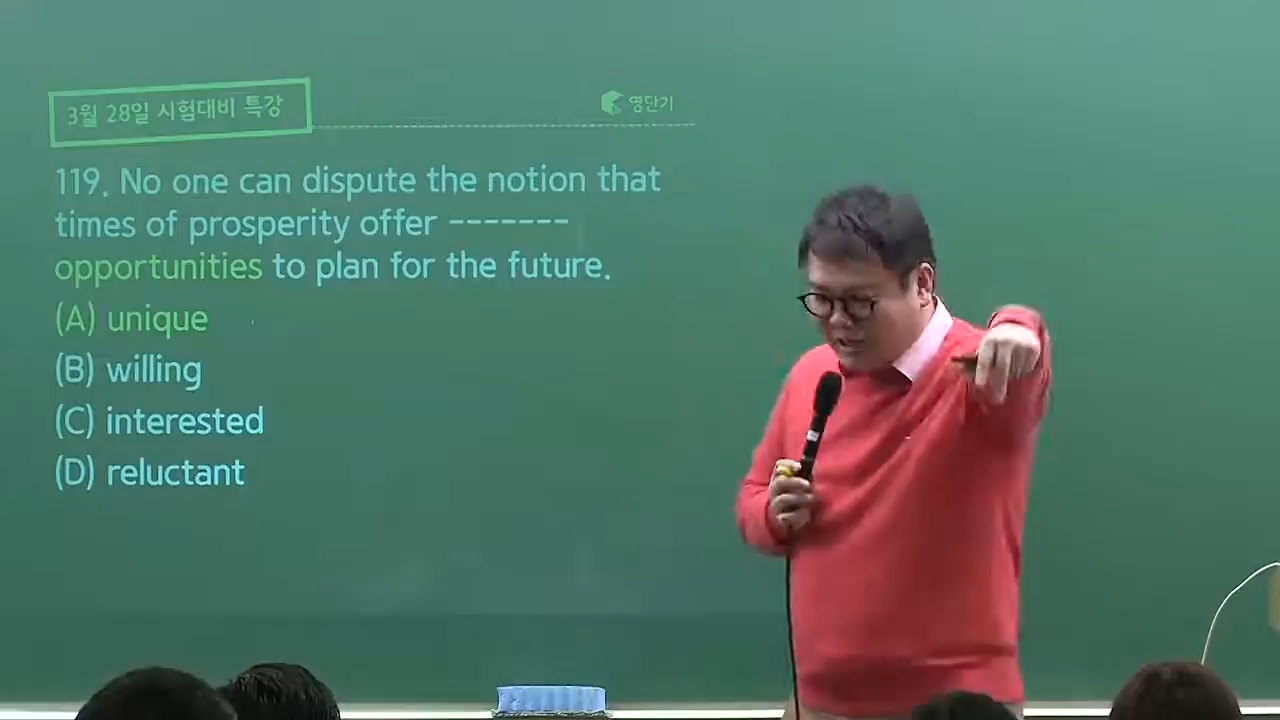 3월 28일 시험대비 특강
영단기
119. No one can dispute the notion that
times of prosperity offer -------
opportunities to plan for the future.
(A) unique
(B) willing
(C) interested
(D) reluctant